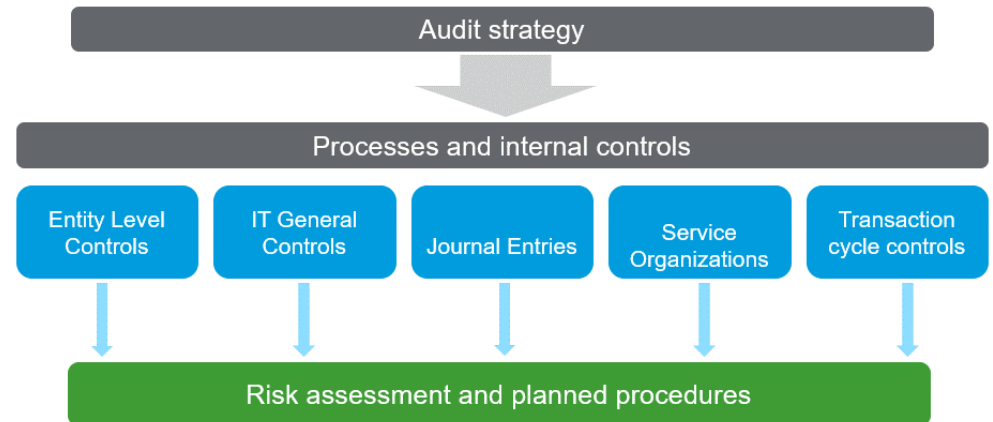 Audit strategy
Processes and internal controls
Entity Level
Controls
IT General
Controls
Journal Entries
Service
Organizations
Transaction
cycle controls
Risk assessment and planned procedures